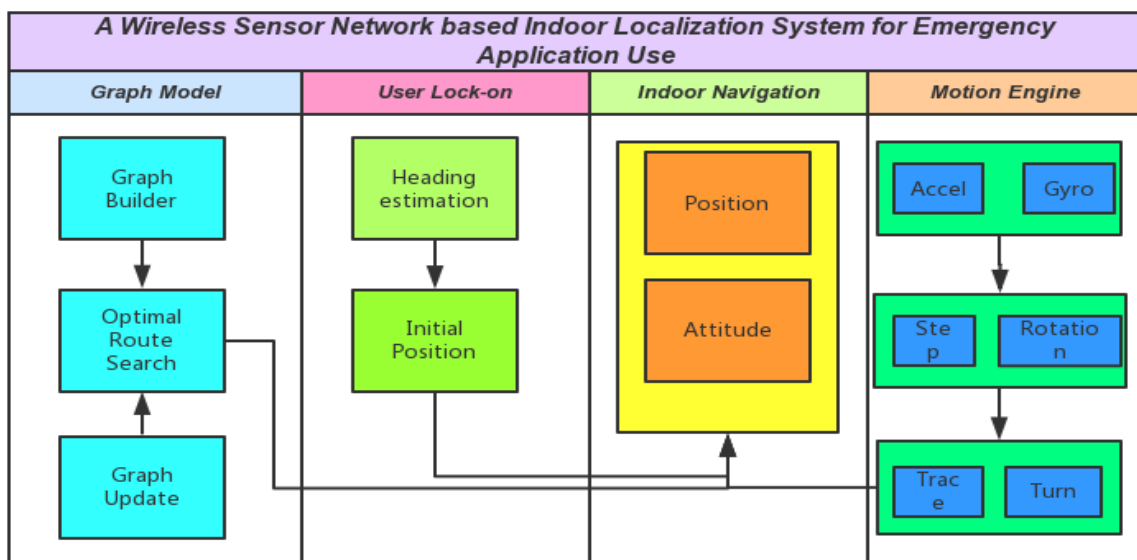 A Wireless Sensor Network based Indoor Localization System for Emergency
Application Use
Graph Model
User Lock-on
Indoor Navigation
Motion Engine
Graph
Builder
Optimal
Route
Search
Graph
Update
Heading
estimation
Initial
Position
Position
Attitude
Accel
Gyro
Ste
p
Rotatio
n
Trac
e
Turn